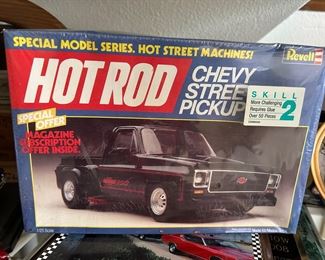 SPECIAL MODEL SERIES. HOT STREET MACHINES!
Revell
HOT ROD
CHEVY
STREET
PICKUP
SPECIAL
OFFER
MAGAZINE
SUBSCRIPTION
OFFER INSIDE.
SKILL
2
More Challenging
Requires Glue
Over 50 Pieces
1/25 Scale